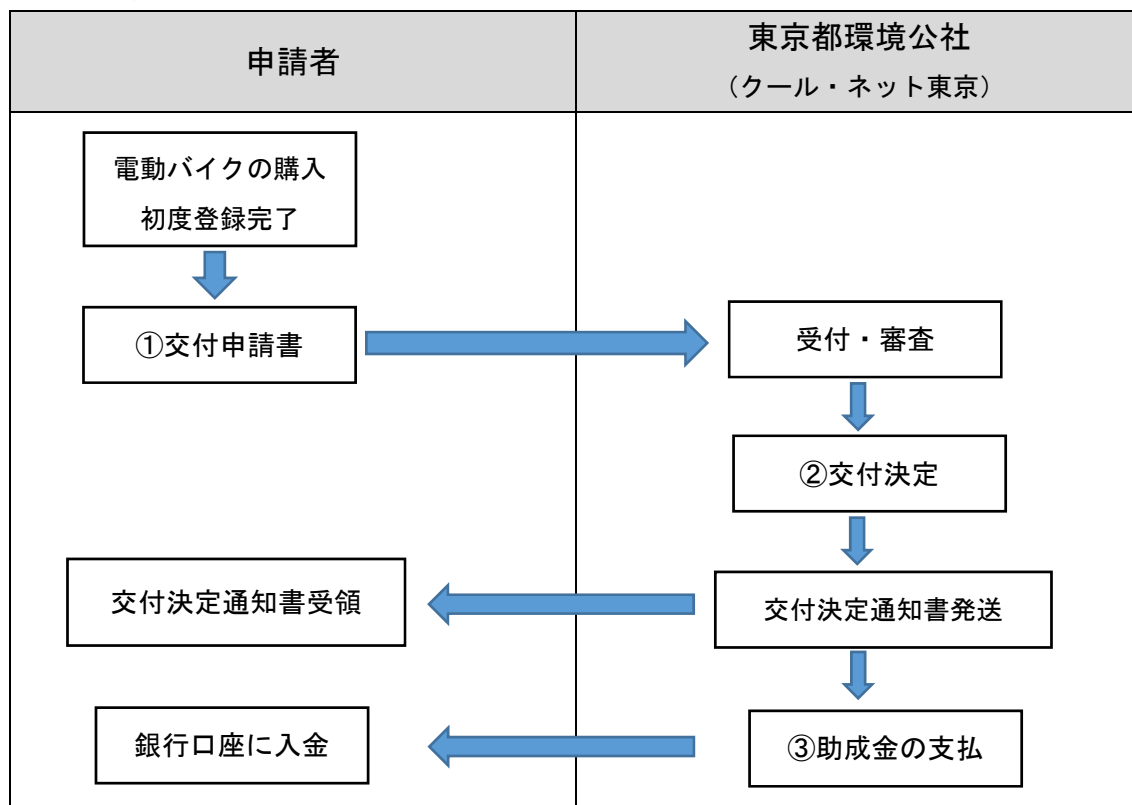 申請者
東京都環境公社
（クール・ネット東京）
電動バイクの購入
初度登録完了
①交付申請書
受付・審査
②交付決定
交付決定通知書受領
交付決定通知書発送
銀行口座に入金
③助成金の支払